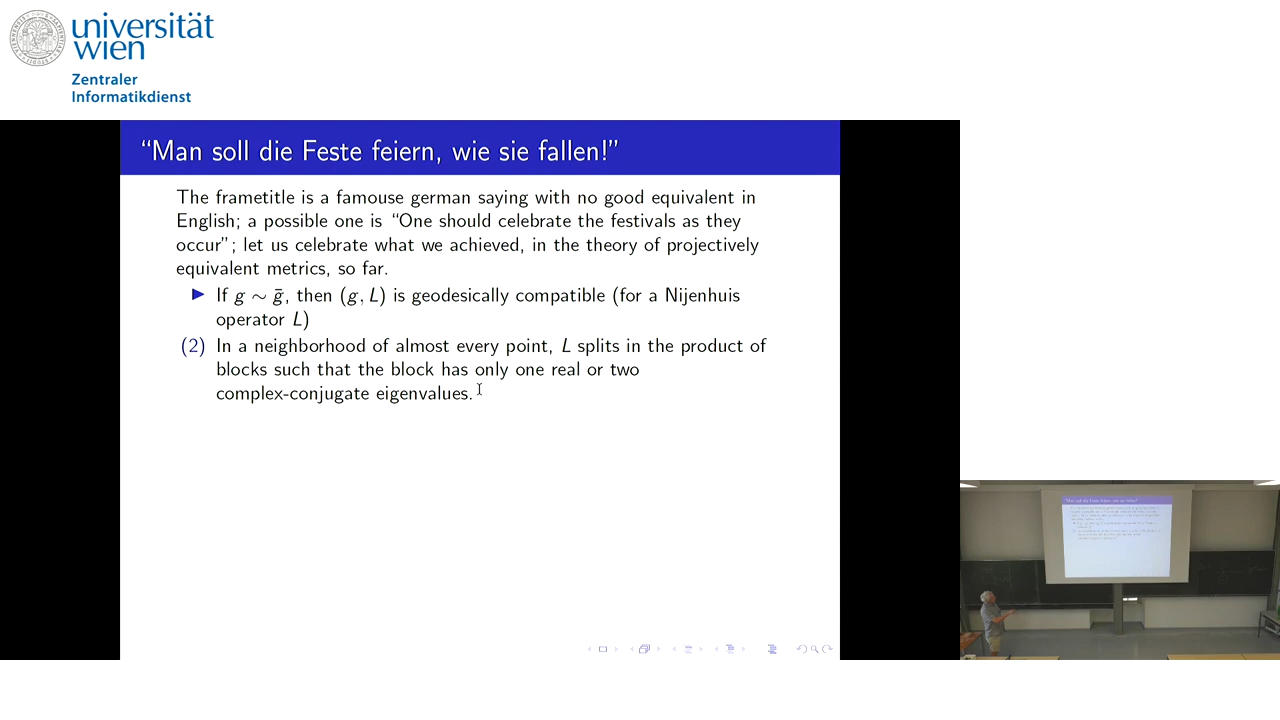 universität
wien
Zentraler
Informatikdienst
“Man soll die Feste feiern, wie sie fallen!”
The frametitle is a famouse german saying with no good equivalent in
English; a possible one is “One should celebrate the festivals as they
occur”; let us celebrate what we achieved, in the theory of projectively
equivalent metrics, so far.
▶ If g ∼ ḡ, then (g, L) is geodesically compatible (for a Nijenhuis
operator L)
(2) In a neighborhood of almost every point, L splits in the product of
blocks such that the block has only one real or two
complex-conjugate eigenvalues.